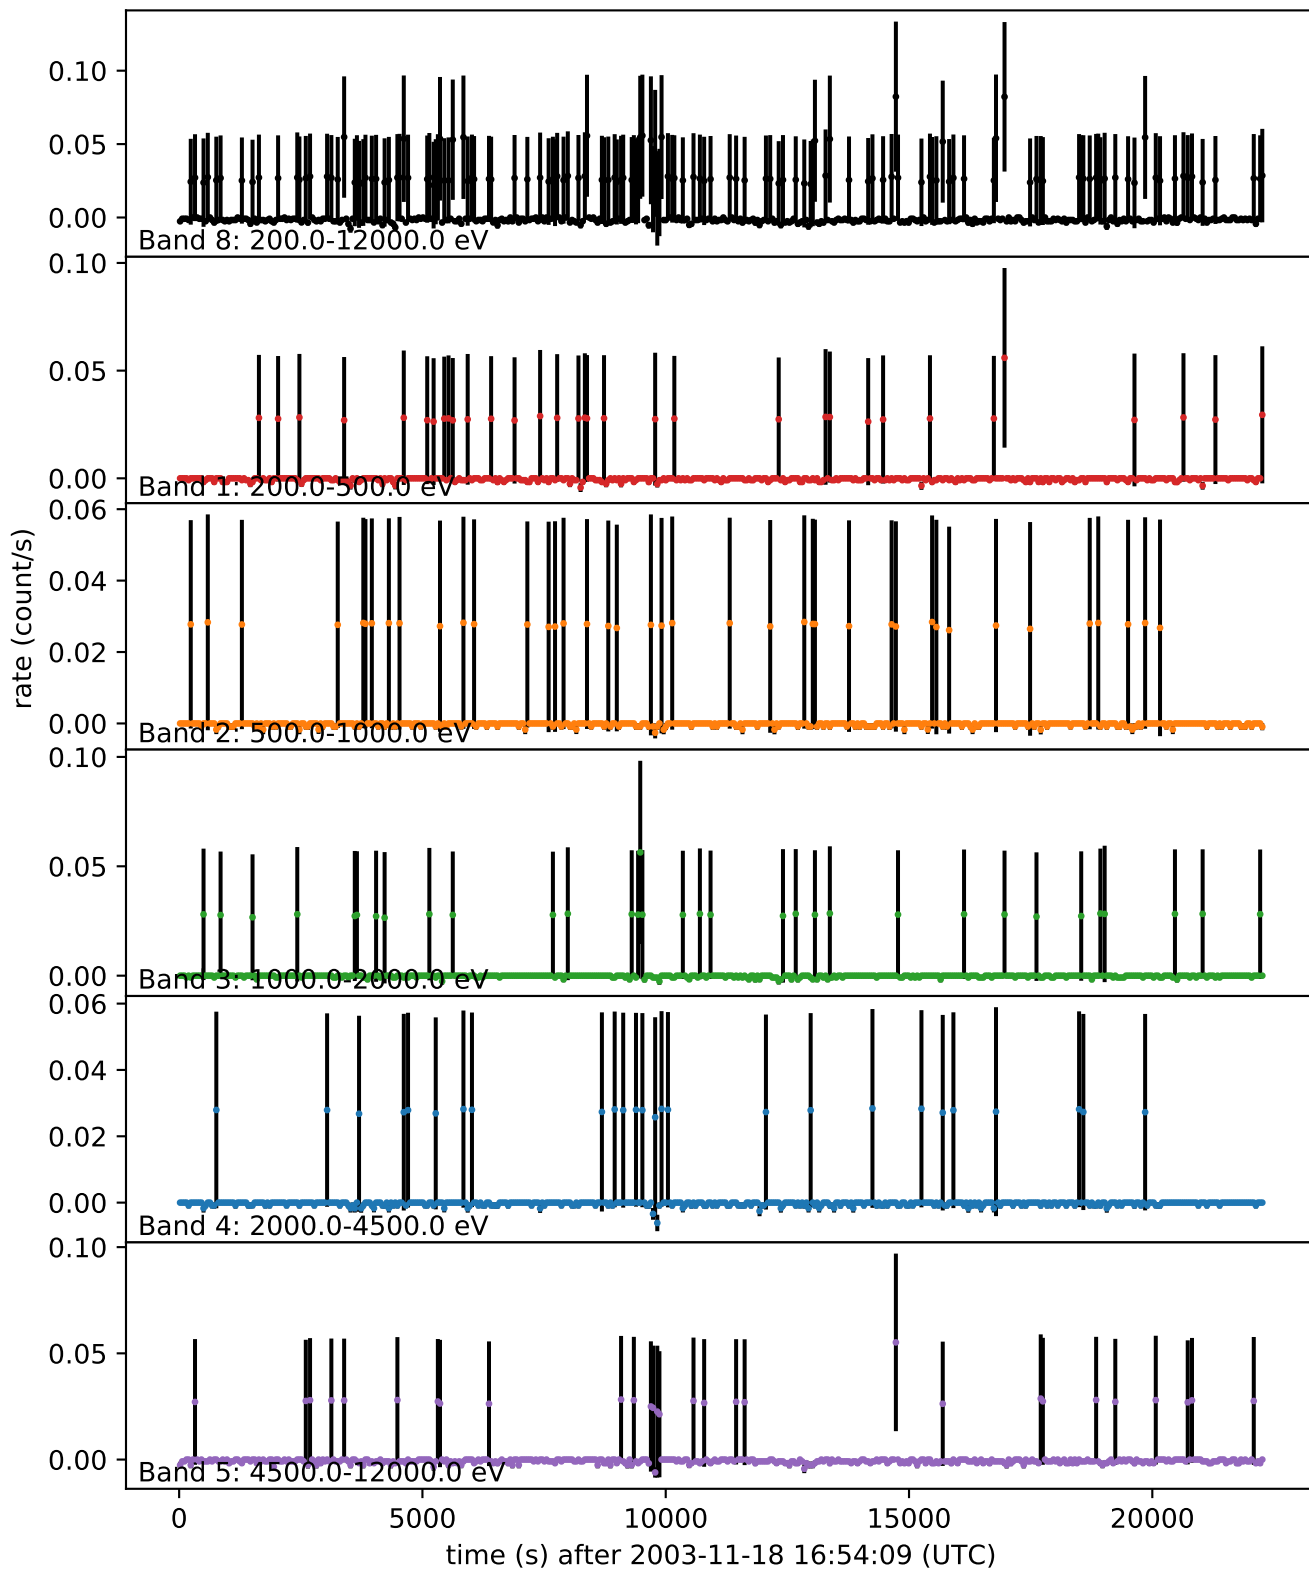 0.10
0.05
0.00
Band 8: 200.0-12000.0 eV
0.10
0.05
0.00
Band 1: 200.0-500.0 eV
0.06
0.04
0.02
0.00
Band 2: 500.0-1000.0 eV
rate (count/s)
0.10
0.05
0.00
Band 3: 1000.0-2000.0 eV
0.06
0.04
0.02
0.00
Band 4: 2000.0-4500.0 eV
0.10
0.05
0.00
Band 5: 4500.0-12000.0 eV
0 5000 10000 15000 20000
time (s) after 2003-11-18 16:54:09 (UTC)